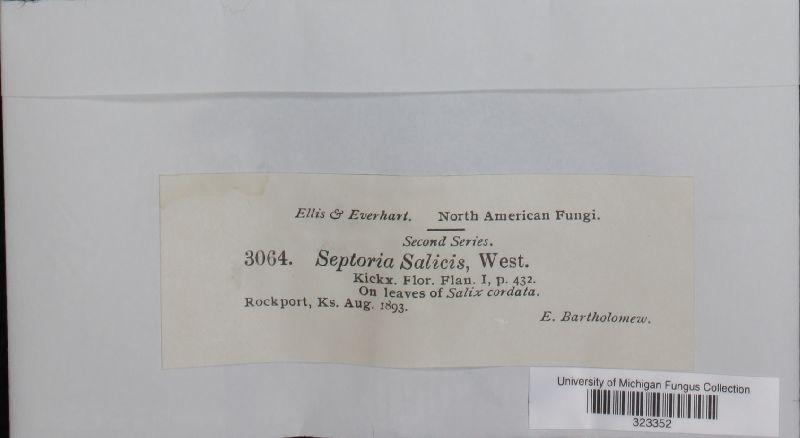 Ellis & Everhart. North American Fungi.
Second Series.
3064. Septoria Salicis, West.
Kickx. Flor. Flan. I, p. 432.
On leaves of Salix cordata.
Rockport, Ks. Aug. 1893.
E. Bartholomew.
University of Michigan Fungus Collection
323352